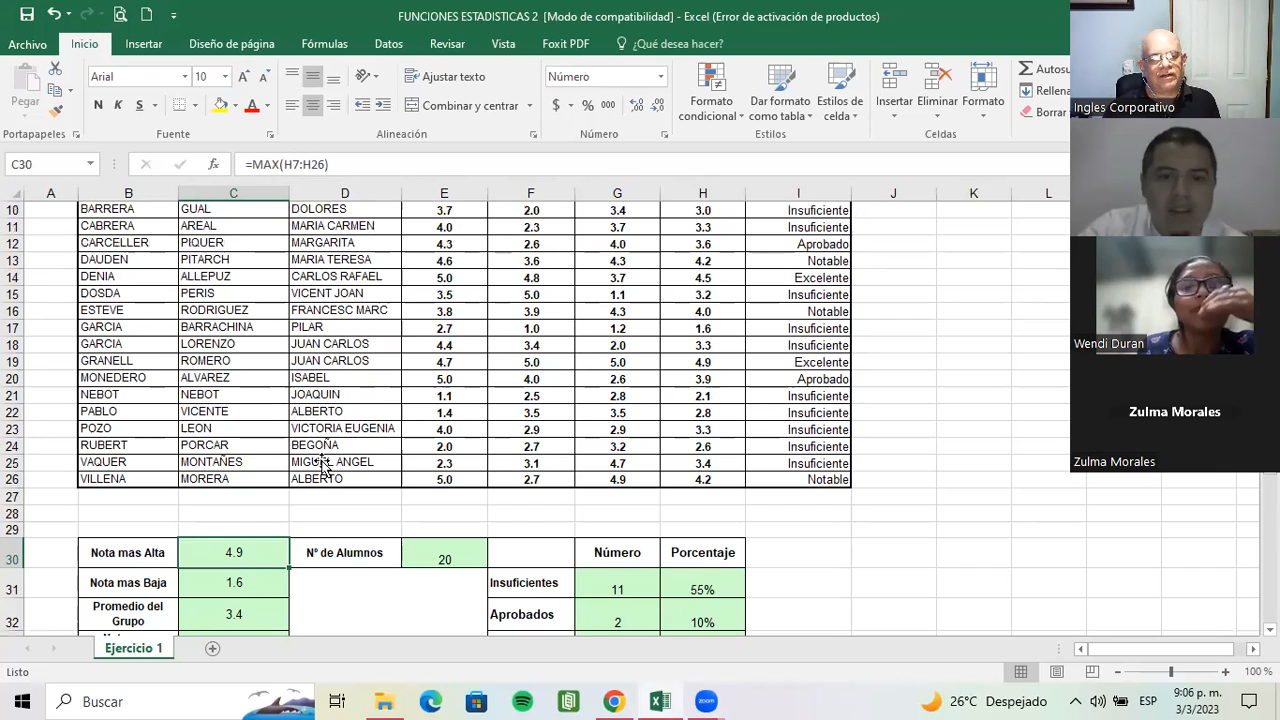 FUNCIONES ESTADISTICAS 2 [Modo de compatibilidad] - Excel (Error de activación de productos)
Archivo Inicio Insertar Diseño de página Fórmulas Datos Revisar Vista Foxit PDF ¿Qué desea hacer?
Pegar
Arial 10
Ajustar texto
Combinar y centrar
Número
$ % 000
Formato condicional
Dar formato como tabla
Estilos de celda
Insertar Eliminar Formato
Autosu
Rellena
Borrar
Portapapeles Fuente Alineación Número Estilos Celdas
C30 fx =MAX(H7:H26)
A B C D E F G H I J K L
10 BARRERA GUAL DOLORES 3.7 2.0 3.4 3.0 Insuficiente
11 CABRERA AREAL MARIA CARMEN 4.0 2.3 3.7 3.3 Insuficiente
12 CARCELLER PIQUER MARGARITA 4.3 2.6 4.0 3.6 Aprobado
13 DAUDEN PITARCH MARIA TERESA 4.6 3.6 4.3 4.2 Notable
14 DENIA ALLEPUZ CARLOS RAFAEL 5.0 4.8 3.7 4.5 Excelente
15 DOSDA PERIS VICENT JOAN 3.5 5.0 1.1 3.2 Insuficiente
16 ESTEVE RODRIGUEZ FRANCESC MARC 3.8 3.9 4.3 4.0 Notable
17 GARCIA BARRACHINA PILAR 2.7 1.0 1.2 1.6 Insuficiente
18 GARCIA LORENZO JUAN CARLOS 4.4 3.4 2.0 3.3 Insuficiente
19 GRANELL ROMERO JUAN CARLOS 4.7 5.0 5.0 4.9 Excelente
20 MONEDERO ALVAREZ ISABEL 5.0 4.0 2.6 3.9 Aprobado
21 NEBOT NEBOT JOAQUIN 1.1 2.5 2.8 2.1 Insuficiente
22 PABLO VICENTE ALBERTO 1.4 3.5 3.5 2.8 Insuficiente
23 POZO LEON VICTORIA EUGENIA 4.0 2.9 2.9 3.3 Insuficiente
24 RUBERT PORCAR BEGOÑA 2.0 2.7 3.2 2.6 Insuficiente
25 VAQUER MONTAÑES MIGUEL ANGEL 2.3 3.1 4.7 3.4 Insuficiente
26 VILLENA MORERA ALBERTO 5.0 2.7 4.9 4.2 Notable
27
28
29
30 Nota mas Alta 4.9 Nº de Alumnos 20 Número Porcentaje
31 Nota mas Baja 1.6 Insuficientes 11 55%
32 Promedio del Grupo 3.4 Aprobados 2 10%
Ejercicio 1
Listo 100 %
Buscar
26°C Despejado
ESP
9:06 p. m.
3/3/2023
zoom
Ingles Corporativo
Wendi Duran
Zulma Morales
Zulma Morales